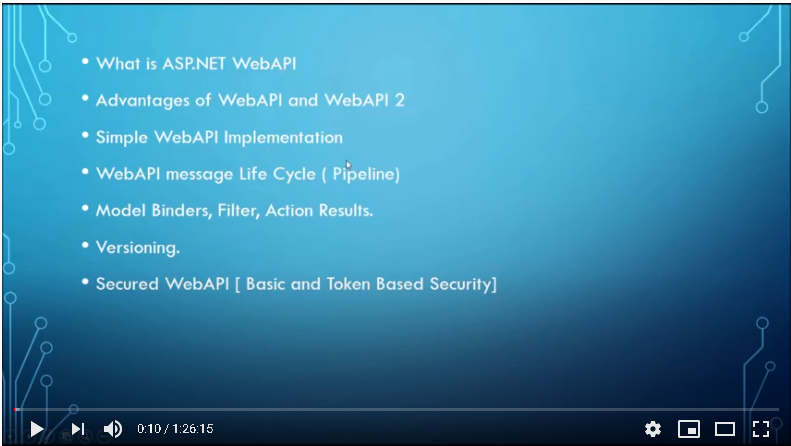 • What is ASP.NET WebAPI
• Advantages of WebAPI and WebAPI 2
• Simple WebAPI Implementation
• WebAPI message Life Cycle ( Pipeline)
• Model Binders, Filter, Action Results.
• Versioning.
• Secured WebAPI [ Basic and Token Based Security]
0:10 / 1:26:15